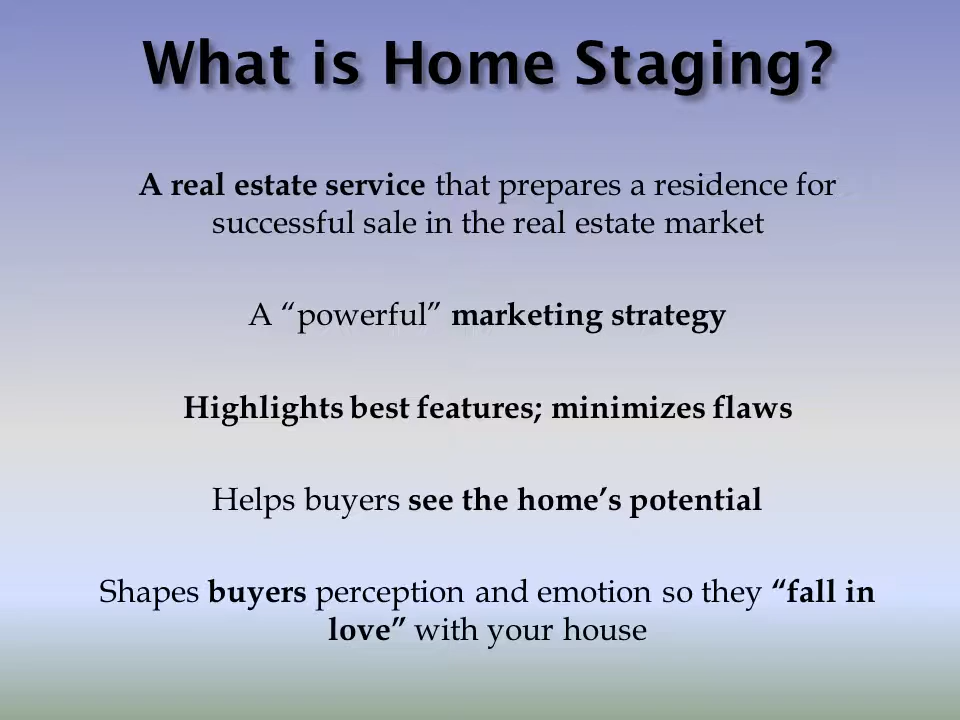 What is Home Staging?
A real estate service that prepares a residence for
successful sale in the real estate market
A “powerful” marketing strategy
Highlights best features; minimizes flaws
Helps buyers see the home’s potential
Shapes buyers perception and emotion so they “fall in
love” with your house